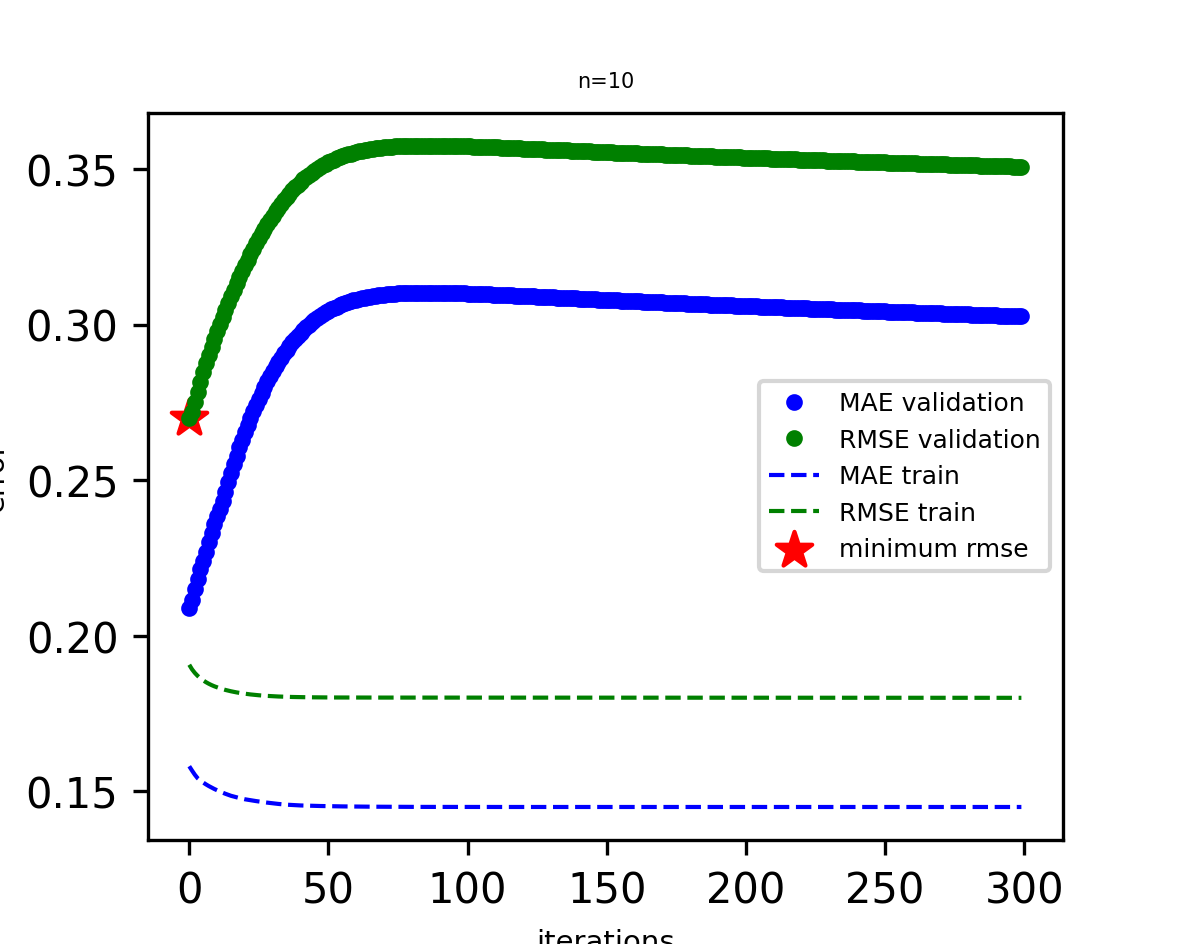 n=10
0.35
0.30
0.25
0.20
0.15
MAE validation
RMSE validation
MAE train
RMSE train
minimum rmse
0 50 100 150 200 250 300
iterations